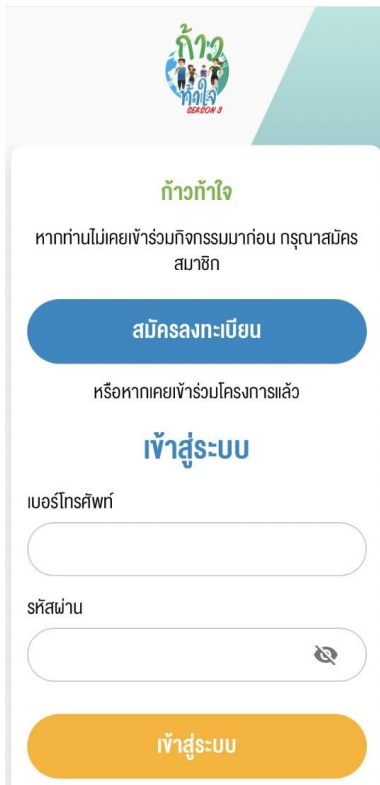 ก้าว
ท้าใจ
SEASON 3
ก้าวท้าใจ
หากท่านไม่เคยเข้าร่วมกิจกรรมมาก่อน กรุณาสมัคร
สมาชิก
สมัครลงทะเบียน
หรือหากเคยเข้าร่วมโครงการแล้ว
เข้าสู่ระบบ
เบอร์โทรศัพท์
รหัสผ่าน
เข้าสู่ระบบ